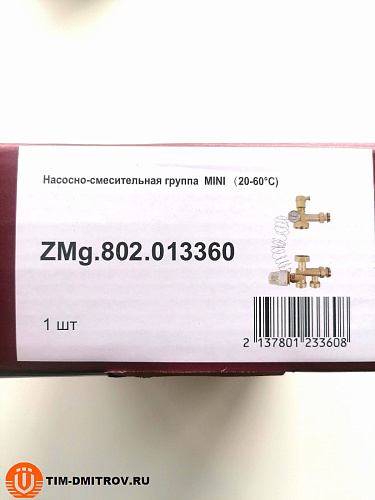 Насосно-смесительная группа MINI (20-60°C)
ZMg.802.013360
1 шт
2 137801 233608
TIM-DMITROV.RU